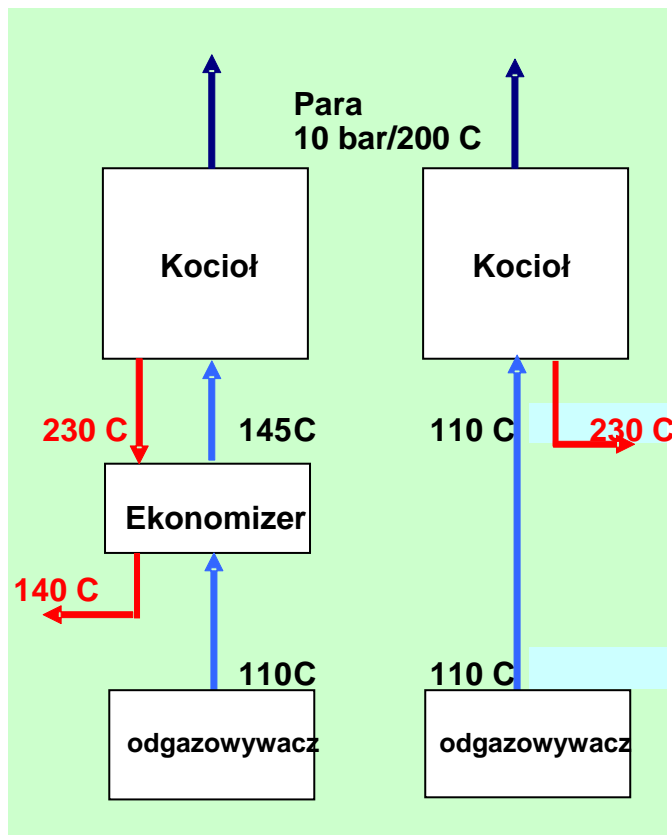 Para
10 bar/200 C
Kocioł
Kocioł
230 C
145C
110 C
230 C
Ekonomizer
140 C
110C
110 C
odgazowywacz
odgazowywacz